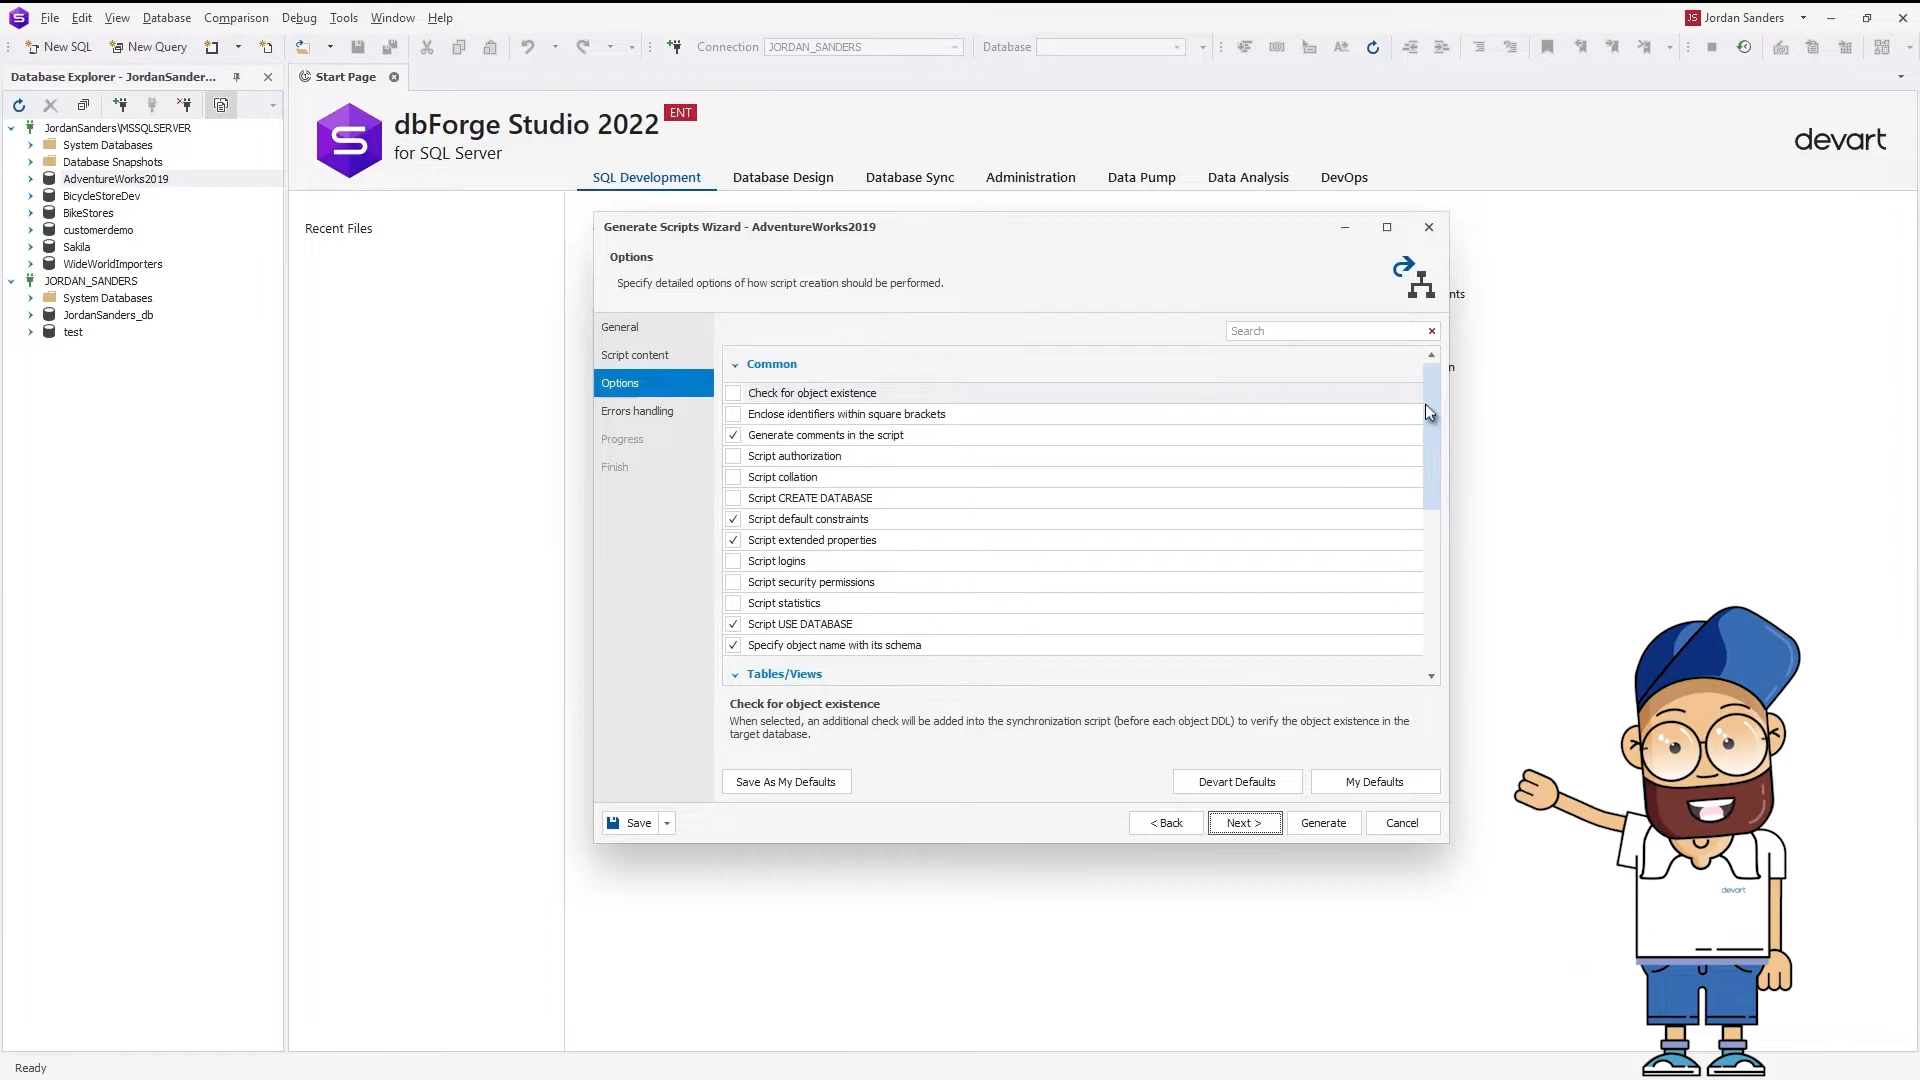 File Edit View Database Comparison Debug Tools Window Help
JS Jordan Sanders
New SQL New Query Connection JORDAN_SANDERS Database
Database Explorer - JordanSander...
Start Page
JordanSanders\MSSQLSERVER
System Databases
Database Snapshots
AdventureWorks2019
BicycleStoreDev
BikeStores
customerdemo
Sakila
WideWorldImporters
JORDAN_SANDERS
System Databases
JordanSanders_db
test
dbForge Studio 2022 ENT
for SQL Server
devart
SQL Development Database Design Database Sync Administration Data Pump Data Analysis DevOps
Recent Files
Generate Scripts Wizard - AdventureWorks2019
Options
Specify detailed options of how script creation should be performed.
nts
n
General
Script content
Options
Errors handling
Progress
Finish
Search
Common
Check for object existence
Enclose identifiers within square brackets
Generate comments in the script
Script authorization
Script collation
Script CREATE DATABASE
Script default constraints
Script extended properties
Script logins
Script security permissions
Script statistics
Script USE DATABASE
Specify object name with its schema
Tables/Views
Check for object existence
When selected, an additional check will be added into the synchronization script (before each object DDL) to verify the object existence in the
target database.
Save As My Defaults Devart Defaults My Defaults
Save < Back Next > Generate Cancel
devart
Ready